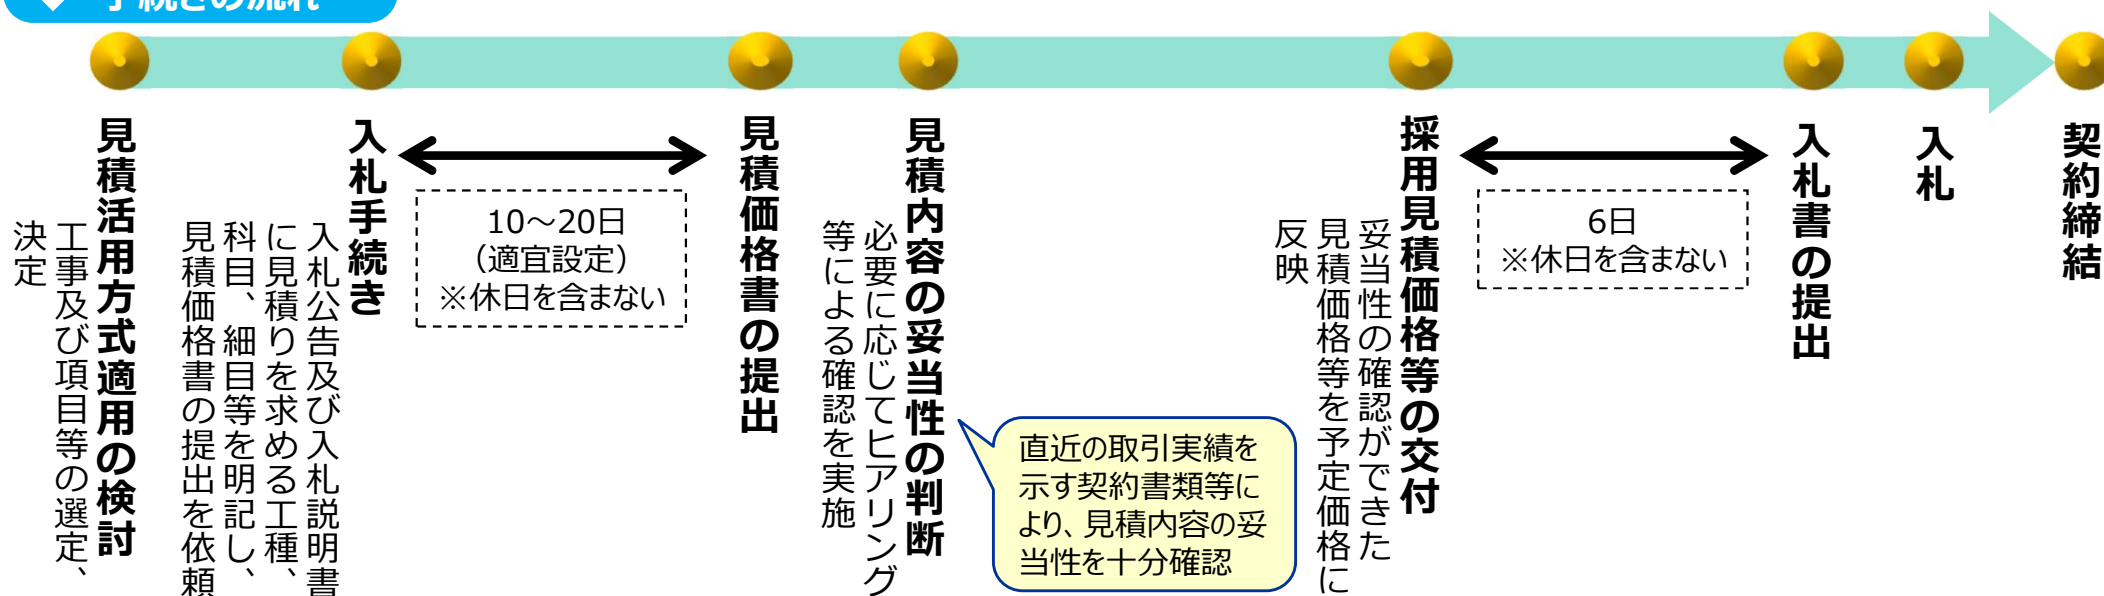 手続きの流れ
見積活用方式適用の検討
工事及び項目等の選定、
決定
入札手続き
入札公告及び入札説明書
に見積りを求める工種、
科目、細目等を明記し、
見積価格書の提出を依頼
10～20日
（適宜設定）
※休日を含まない
見積価格書の提出
見積内容の妥当性の判断
必要に応じてヒアリング
等による確認を実施
直近の取引実績を
示す契約書類等に
より、見積内容の妥
当性を十分確認
採用見積価格等の交付
妥当性の確認ができた
見積価格等を予定価格に
反映
6日
※休日を含まない
入札書の提出
入札
契約締結